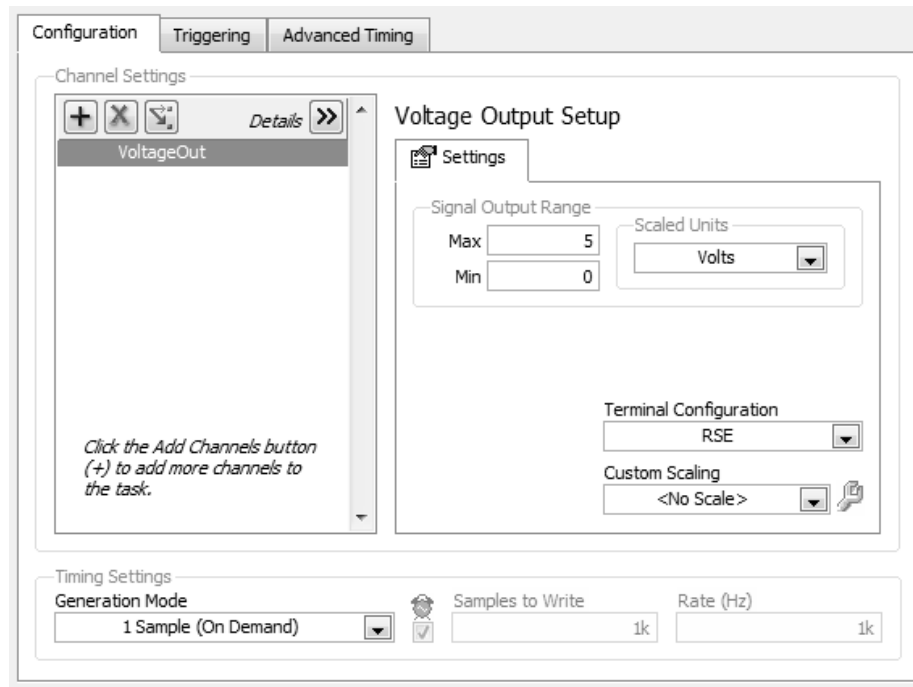 Configuration
Triggering
Advanced Timing
Channel Settings
Details
VoltageOut
Click the Add Channels button
(+) to add more channels to
the task.
Voltage Output Setup
Settings
Signal Output Range
Max
5
Min
0
Scaled Units
Volts
Terminal Configuration
RSE
Custom Scaling
<No Scale>
Timing Settings
Generation Mode
1 Sample (On Demand)
Samples to Write
1k
Rate (Hz)
1k